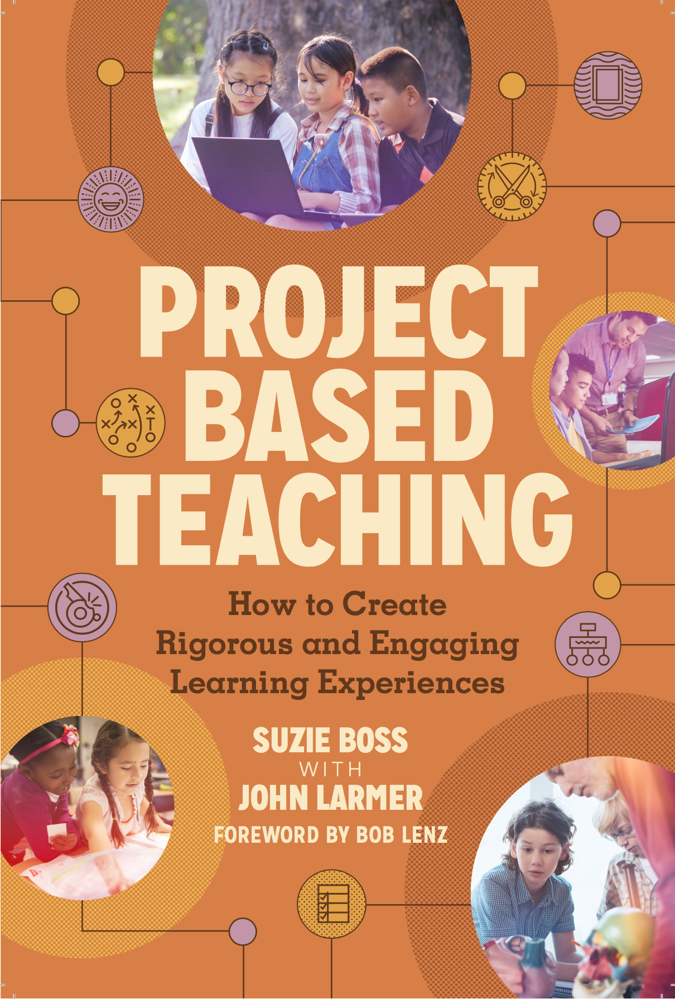 PROJECT
BASED
TEACHING
How to Create
Rigorous and Engaging
Learning Experiences
SUZIE BOSS
WITH
JOHN LARMER
FOREWORD BY BOB LENZ